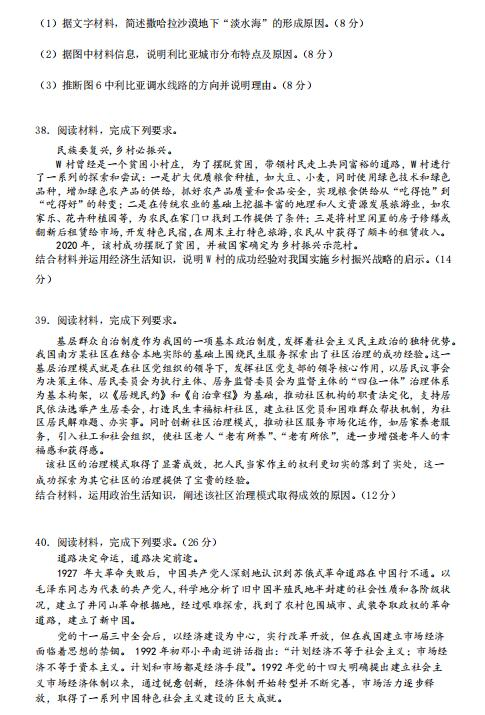 （1）据文字材料，简述撒哈拉沙漠地下“淡水海”的形成原因。（8分）
（2）据图中材料信息，说明利比亚城市分布特点及原因。（8分）
（3）推断图6中利比亚调水线路的方向并说明理由。（8分）
38．阅读材料，完成下列要求。
民族要复兴,乡村必振兴。
W村曾经是一个贫困小村庄，为了摆脱贫困，带领村民走上共同富裕的道路，W村进行
了一系列的探索和尝试：一是扩大优质粮食种植，如大豆、小麦，同时使用绿色技术和绿色
品种，增加绿色农产品的供给，抓好农产品质量和食品安全，实现粮食供给从“吃得饱”到
“吃得好”的转变；二是在传统农业的基础上挖掘丰富的地理和人文资源发展旅游业，如农
家乐、花卉种植园等，为农民在家门口找到工作提供了条件；三是将村里闲置的房子修缮或
翻新后租赁给市场,开发特色民宿,在周末主打特色旅游,农民从中获得了颇丰的租赁收入。
2020年，该村成功摆脱了贫困，并被国家确定为乡村振兴示范村。
结合材料并运用经济生活知识，说明W村的成功经验对我国实施乡村振兴战略的启示。（14
分）
39．阅读材料，完成下列要求。
基层群众自治制度作为我国的一项基本政治制度,发挥着社会主义民主政治的独特优势。
我国南方某社区在结合本地实际的基础上围绕民生服务探索出了社区治理的成功经验。这一
基层治理模式就是在社区党组织的领导下，发挥社区党支部的领导核心作用，以居民议事会
为决策主体、居民委员会为执行主体、居务监督委员会为监督主体的“四位一体”治理体系
为基本构架，以《居规民约》和《自治章程》为基础，推动社区机构的职责法定化，支持居
民依法选举产生居委会，打造民生幸福标杆社区，建立社区党员和困难群众帮扶机制，为社
区居民解难题、办实事。同时创新社区治理模式，推动社区服务市场化运作，如居家养老服
务，引入社工和社会组织，使社区老人“老有所养”、“老有所依”，进一步增强老年人的幸
福感和获得感。
该社区的治理模式取得了显著成效，把人民当家作主的权利更切实的落到了实处，这一
成功探索为其它社区的治理提供了宝贵的经验。
结合材料，运用政治生活知识，阐述该社区治理模式取得成效的原因。（12分）
40．阅读材料，完成下列要求。（26分）
道路决定命运，道路决定前途。
1927 年大革命失败后，中国共产党人深刻地认识到苏俄式革命道路在中国行不通。以
毛泽东同志为代表的共产党人,科学地分析了旧中国半殖民地半封建的社会性质和各阶级状
况，建立了井冈山革命根据地，经过艰难探索，找到了农村包围城市、武装夺取政权的革命
道路，建立了新中国。
党的十一届三中全会后，以经济建设为中心，实行改革开放，但在我国建立市场经济
面临着思想的禁锢。1992年初邓小平南巡讲话指出：“计划经济不等于社会主义；市场经
济不等于资本主义。计划和市场都是经济手段”。1992年党的十四大明确提出建立社会主
义市场经济体制以来，通过锐意创新，经济体制开始转型并不断完善，市场活力逐步释
放，取得了一系列中国特色社会主义建设的巨大成就。